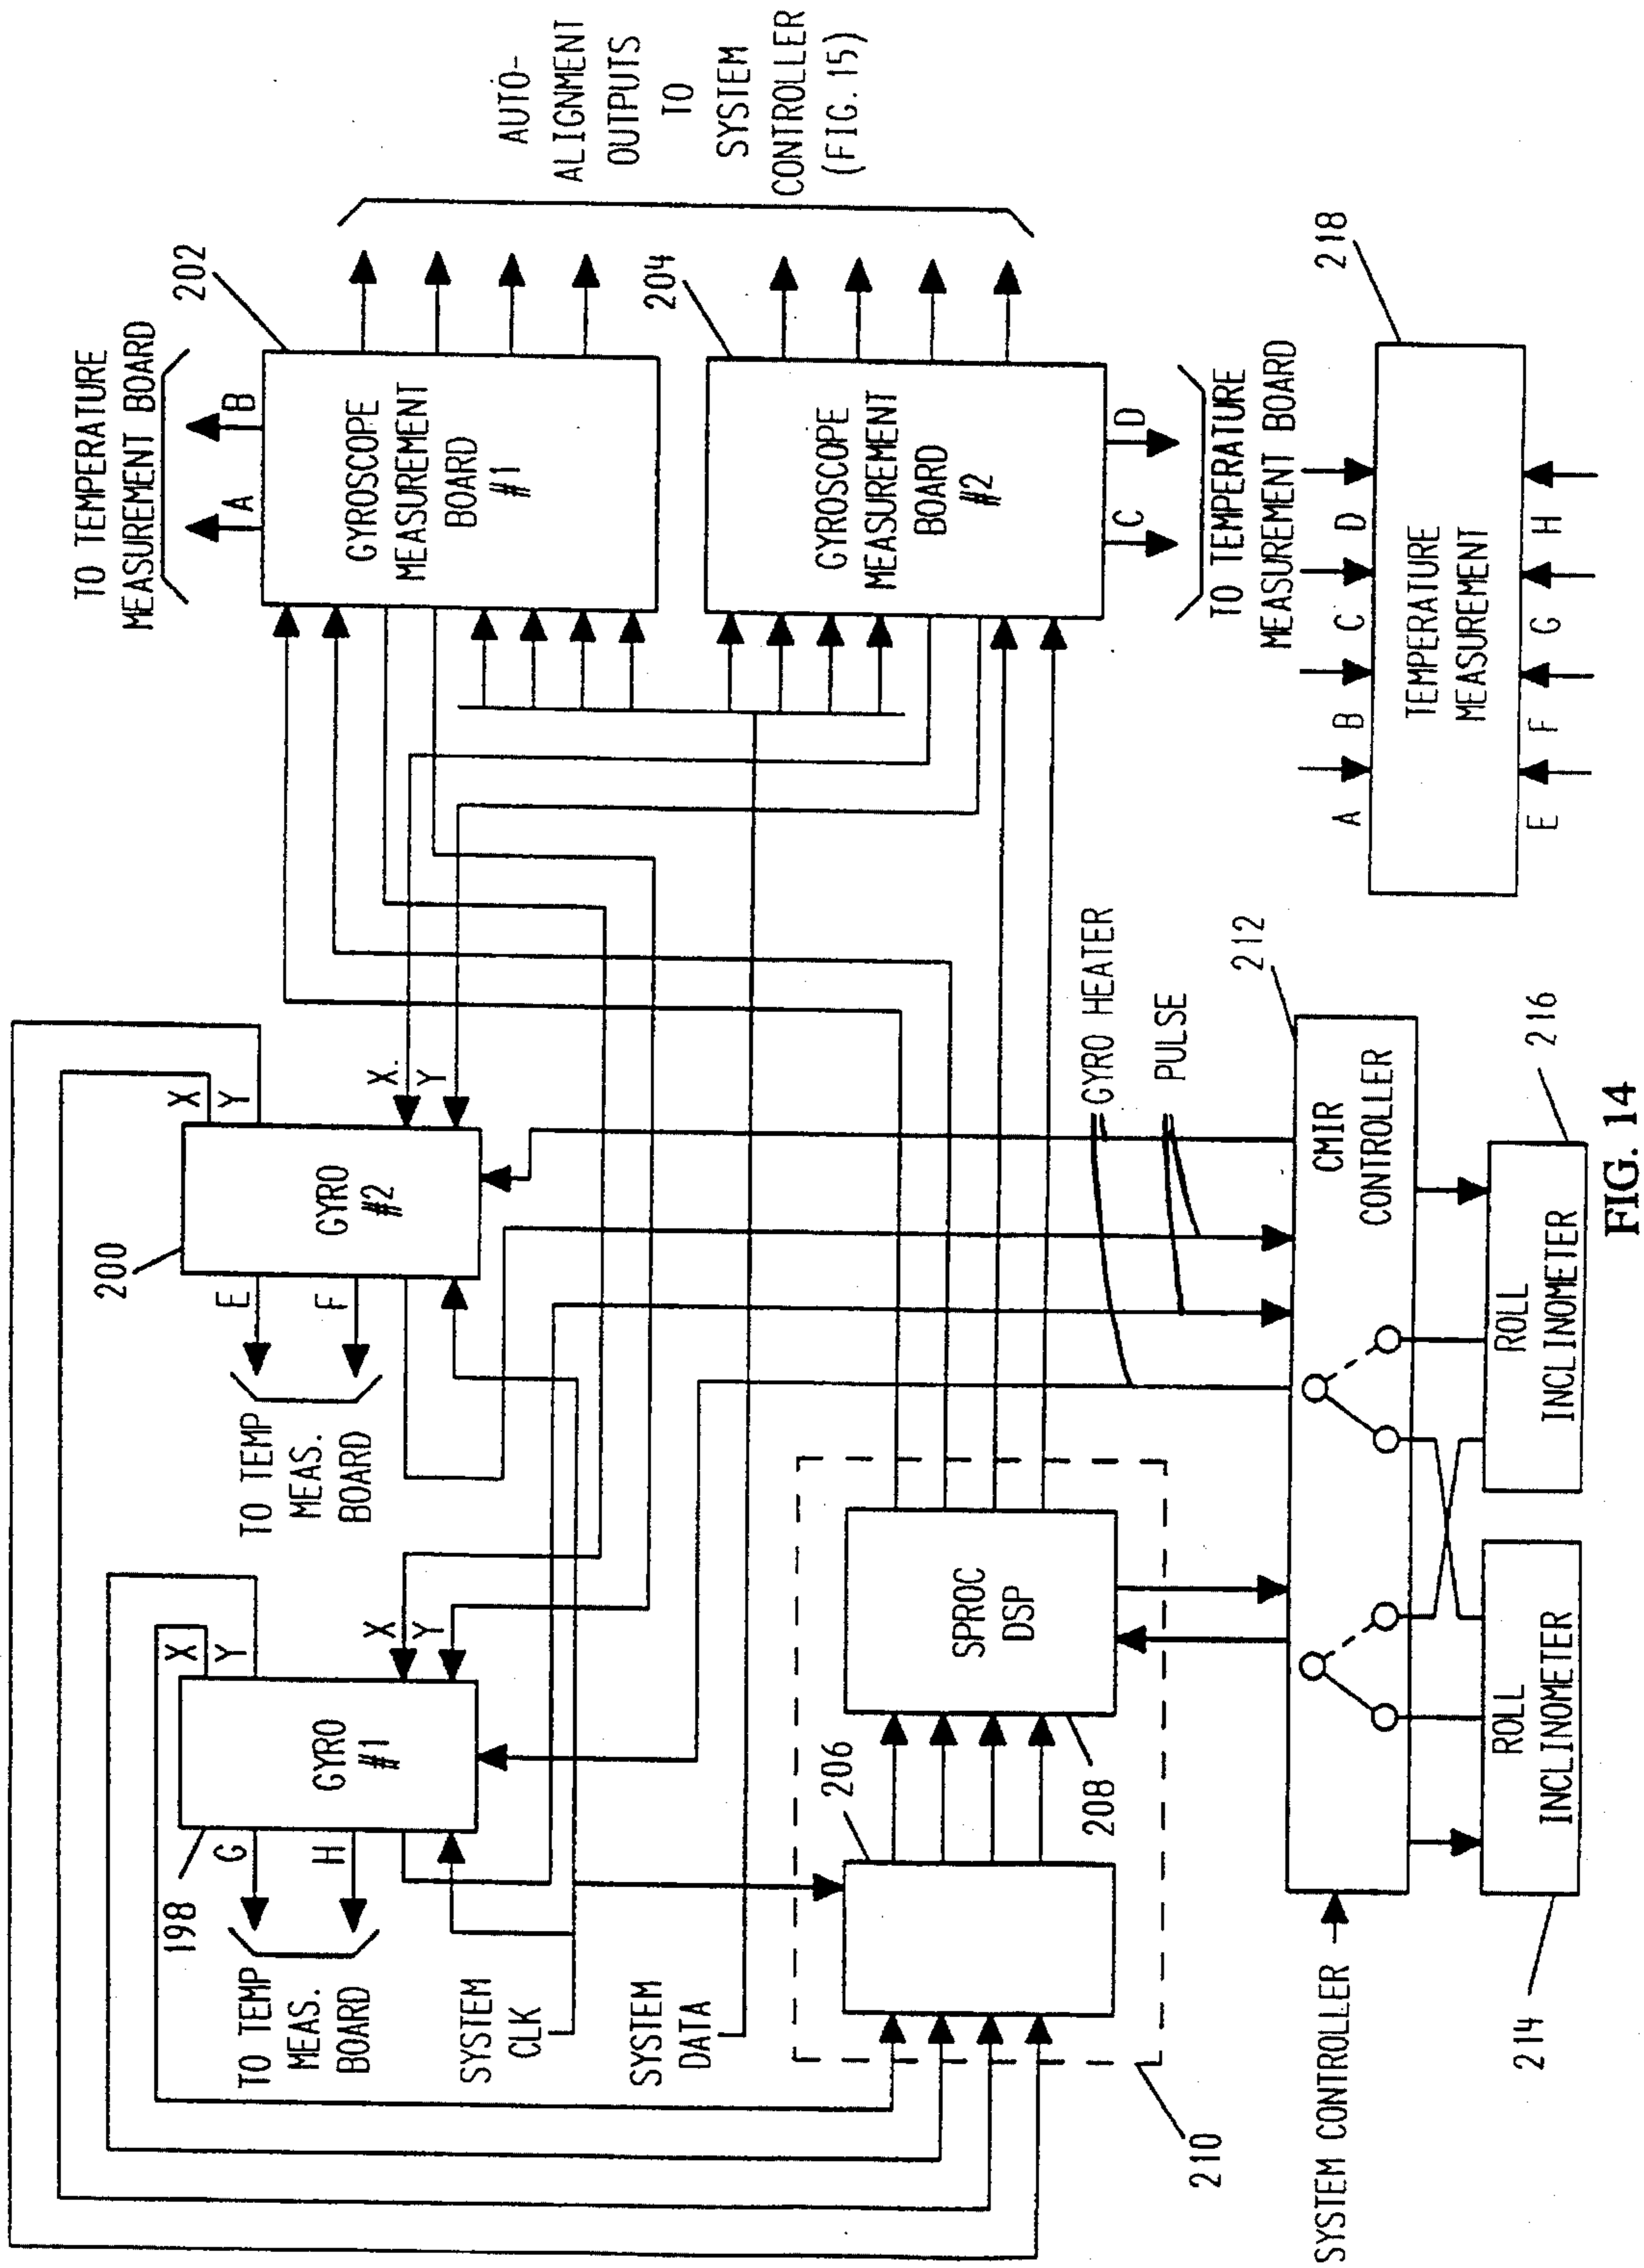 TO TEMPERATURE
MEASUREMENT BOARD
A
B
202
AUTO-
ALIGNMENT
OUTPUTS
TO
SYSTEM
CONTROLLER
(FIG. 15)
GYROSCOPE
MEASUREMENT
BOARD
#1
204
GYROSCOPE
MEASUREMENT
BOARD
#2
C
D
TO TEMPERATURE
MEASUREMENT BOARD
X
Y
200
GYRO
#2
X.
Y
E
F
TO TEMP
MEAS.
BOARD
X
Y
198
GYRO
#1
X
Y
G
H
TO TEMP
MEAS.
BOARD
SYSTEM
CLK
SYSTEM
DATA
206
SPROC
DSP
208
210
GYRO HEATER
PULSE
212
SYSTEM CONTROLLER
CMIR
CONTROLLER
ROLL
INCLINOMETER
214
ROLL
INCLINOMETER
216
A
B
C
D
218
TEMPERATURE
MEASUREMENT
E
F
G
H
FIG. 14